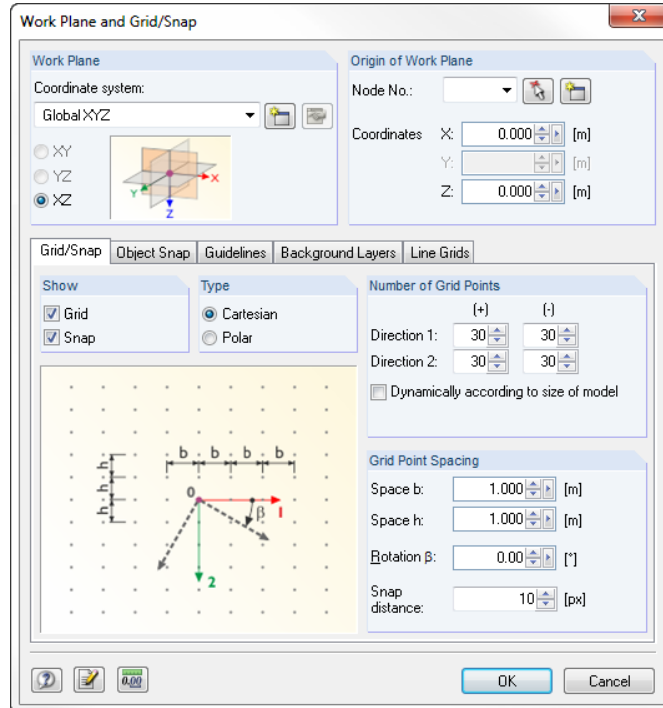 Work Plane and Grid/Snap
Work Plane
Coordinate system:
Global XYZ
XY
YZ
XZ
X
Y
Z
Origin of Work Plane
Node No.:
Coordinates X: 0.000 [m]
Y: [m]
Z: 0.000 [m]
Grid/Snap Object Snap Guidelines Background Layers Line Grids
Show
Grid
Snap
Type
Cartesian
Polar
b b b b
h
h
h
0
1
β
2
Number of Grid Points
(+) (-)
Direction 1: 30 30
Direction 2: 30 30
Dynamically according to size of model
Grid Point Spacing
Space b: 1.000 [m]
Space h: 1.000 [m]
Rotation β: 0.00 [°]
Snap
distance: 10 [px]
0.00
OK Cancel